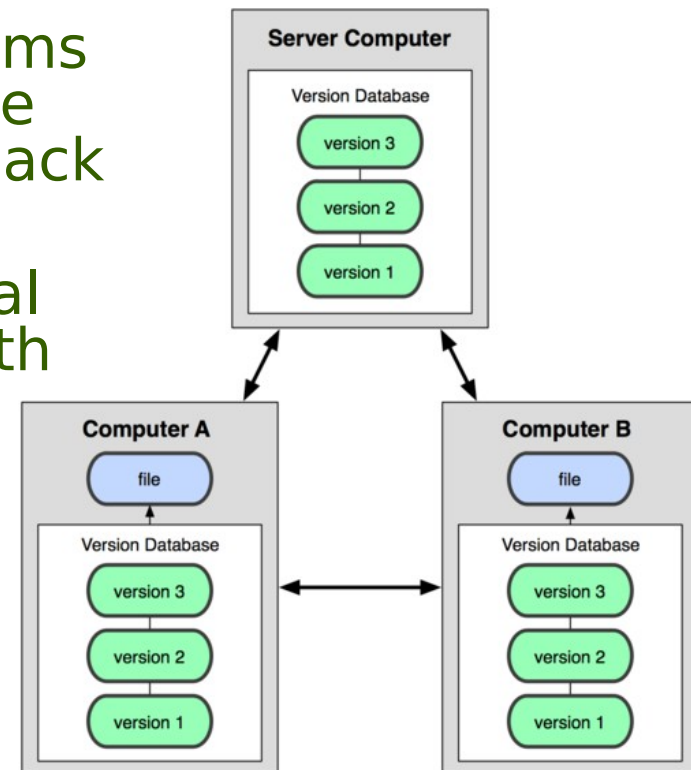 ms
e
ack
al
th
Server Computer
Version Database
version 3
version 2
version 1
Computer A
file
Version Database
version 3
version 2
version 1
Computer B
file
Version Database
version 3
version 2
version 1